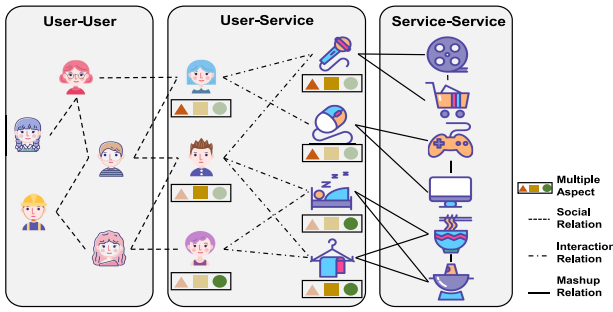 User-User
User-Service
Service-Service
Multiple
Aspect
Social
Relation
Interaction
Relation
Mashup
Relation
z z z